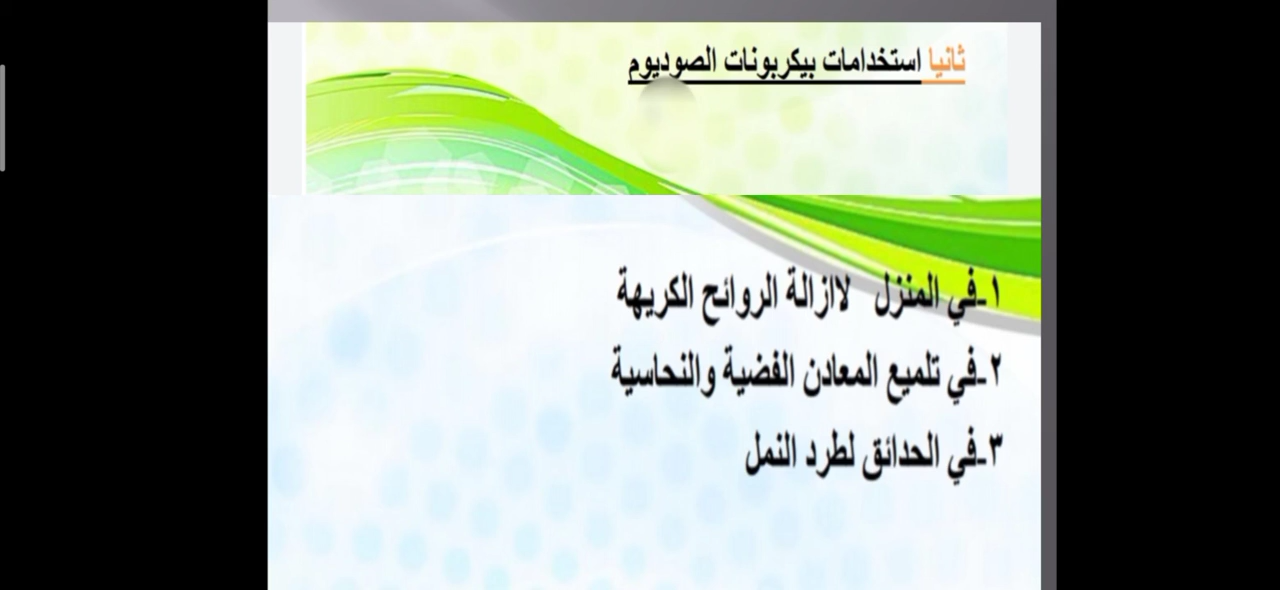 ثانيا استخدامات بيكربونات الصوديوم
١-في المنزل لاازالة الروائح الكريهة
٢-في تلميع المعادن الفضية والنحاسية
٣-في الحدائق لطرد النمل